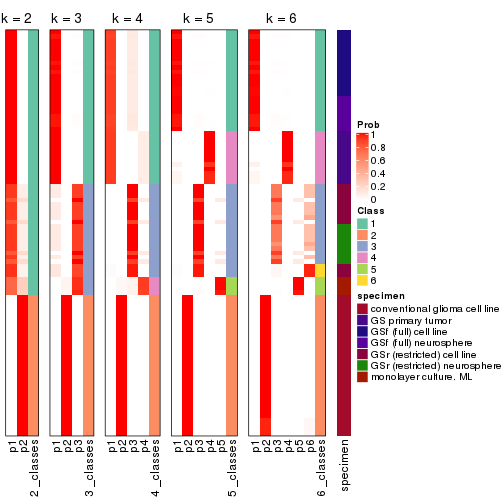 k = 2
k = 3
k = 4
k = 5
k = 6
Prob
1
0.8
0.6
0.4
0.2
0
Class
1
2
3
4
5
6
specimen
conventional glioma cell line
GS primary tumor
GSf (full) cell line
GSf (full) neurosphere
GSr (restricted) cell line
GSr (restricted) neurosphere
monolayer culture. ML
p1
p2
2_classes
p1
p2
p3
3_classes
p1
p2
p3
p4
4_classes
p1
p2
p3
p4
p5
5_classes
p1
p2
p3
p4
p5
p6
6_classes
specimen